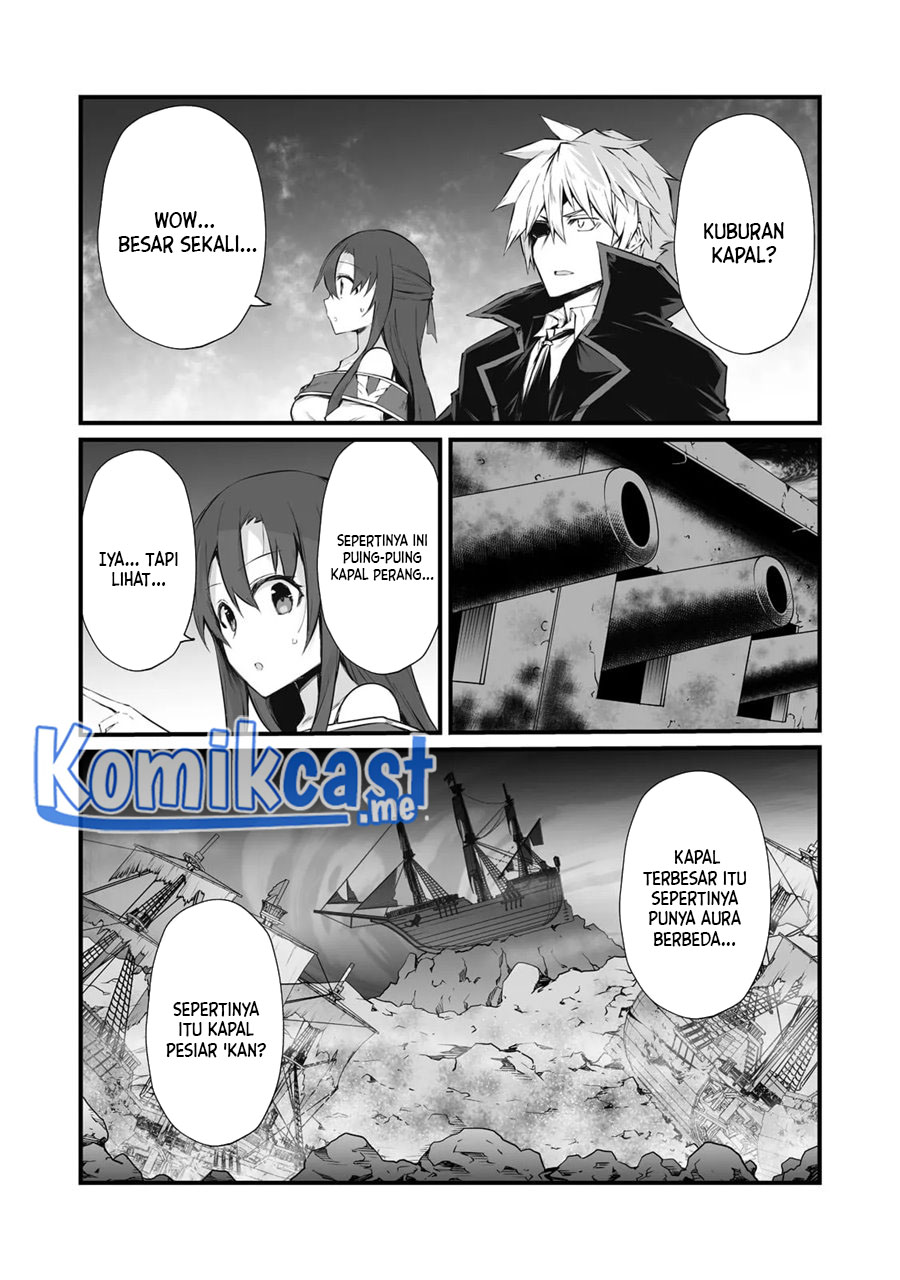 KUBURAN
KAPAL?
WOW...
BESAR SEKALI...
SEPERTINYA INI
PUING-PUING
KAPAL PERANG...
IYA... TAPI
LIHAT...
KAPAL
TERBESAR ITU
SEPERTINYA
PUNYA AURA
BERBEDA...
SEPERTINYA
ITU KAPAL
PESIAR 'KAN?
Komikcast
.me